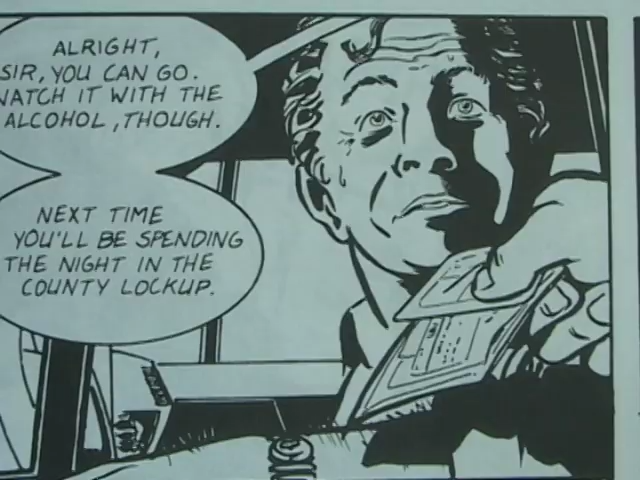 ALRIGHT,
SIR, YOU CAN GO.
WATCH IT WITH THE
ALCOHOL, THOUGH.
NEXT TIME
YOU'LL BE SPENDING
THE NIGHT IN THE
COUNTY LOCKUP.